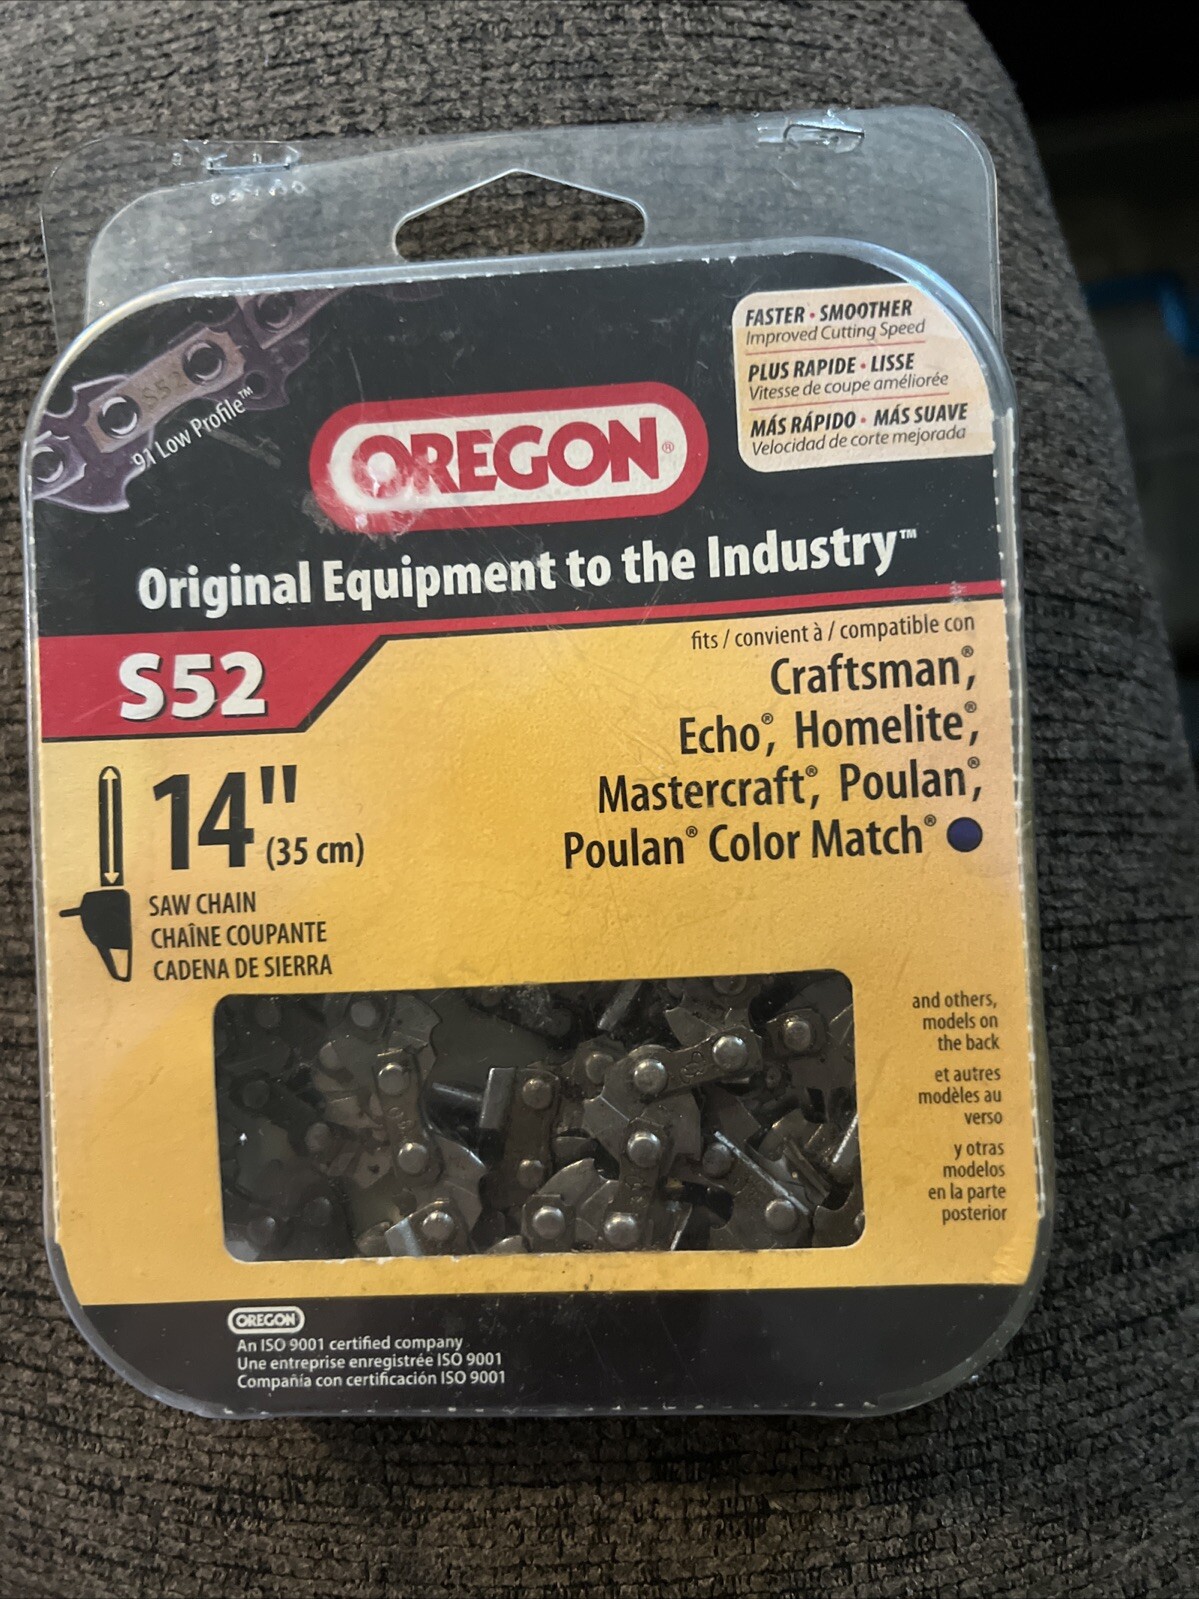 FASTER • SMOOTHER
Improved Cutting Speed
PLUS RAPIDE • LISSE
Vitesse de coupe améliorée
MÁS RÁPIDO • MÁS SUAVE
Velocidad de corte mejorada
S52
91 Low Profile™
OREGON®
Original Equipment to the Industry™
S52
fits / convient à / compatible con
Craftsman®,
Echo®, Homelite®,
Mastercraft®, Poulan®,
Poulan® Color Match®
14"
(35 cm)
SAW CHAIN
CHAÎNE COUPANTE
CADENA DE SIERRA
and others,
models on
the back
et autres
modèles au
verso
y otras
modelos
en la parte
posterior
OREGON
An ISO 9001 certified company
Une entreprise enregistrée ISO 9001
Compañía con certificación ISO 9001